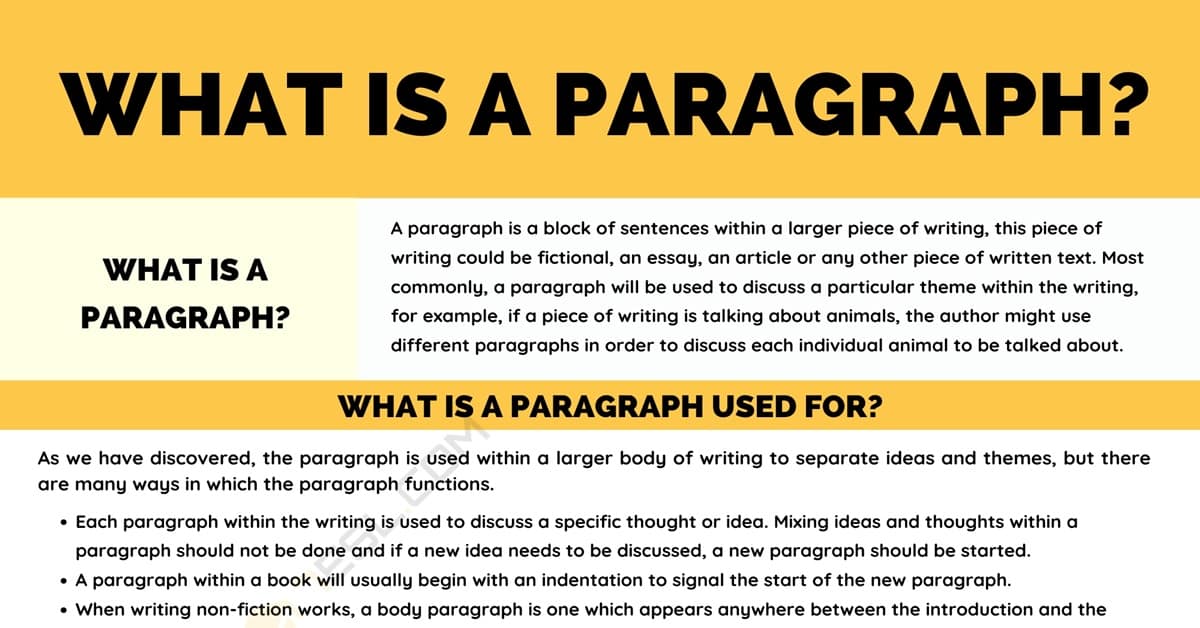 WHAT IS A PARAGRAPH?
WHAT IS A
PARAGRAPH?
A paragraph is a block of sentences within a larger piece of writing, this piece of
writing could be fictional, an essay, an article or any other piece of written text. Most
commonly, a paragraph will be used to discuss a particular theme within the writing,
for example, if a piece of writing is talking about animals, the author might use
different paragraphs in order to discuss each individual animal to be talked about.
WHAT IS A PARAGRAPH USED FOR?
As we have discovered, the paragraph is used within a larger body of writing to separate ideas and themes, but there
are many ways in which the paragraph functions.
• Each paragraph within the writing is used to discuss a specific thought or idea. Mixing ideas and thoughts within a
paragraph should not be done and if a new idea needs to be discussed, a new paragraph should be started.
• A paragraph within a book will usually begin with an indentation to signal the start of the new paragraph.
• When writing non-fiction works, a body paragraph is one which appears anywhere between the introduction and the